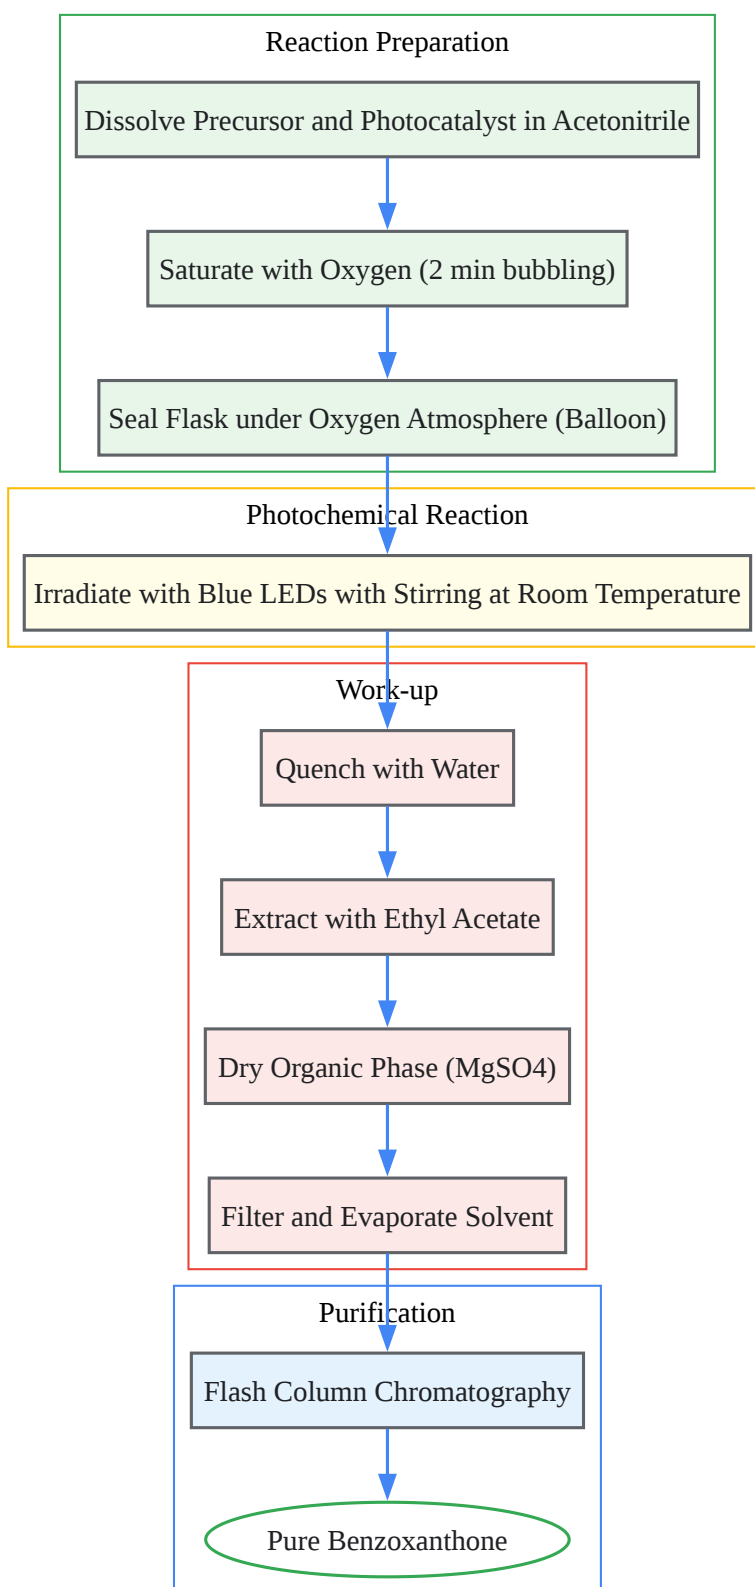 Reaction Preparation
Dissolve Precursor and Photocatalyst in Acetonitrile
Saturate with Oxygen (2 min bubbling)
Seal Flask under Oxygen Atmosphere (Balloon)
Photochemical Reaction
Irradiate with Blue LEDs with Stirring at Room Temperature
Work-up
Quench with Water
Extract with Ethyl Acetate
Dry Organic Phase (MgSO4)
Filter and Evaporate Solvent
Purification
Flash Column Chromatography
Pure Benzoxanthone